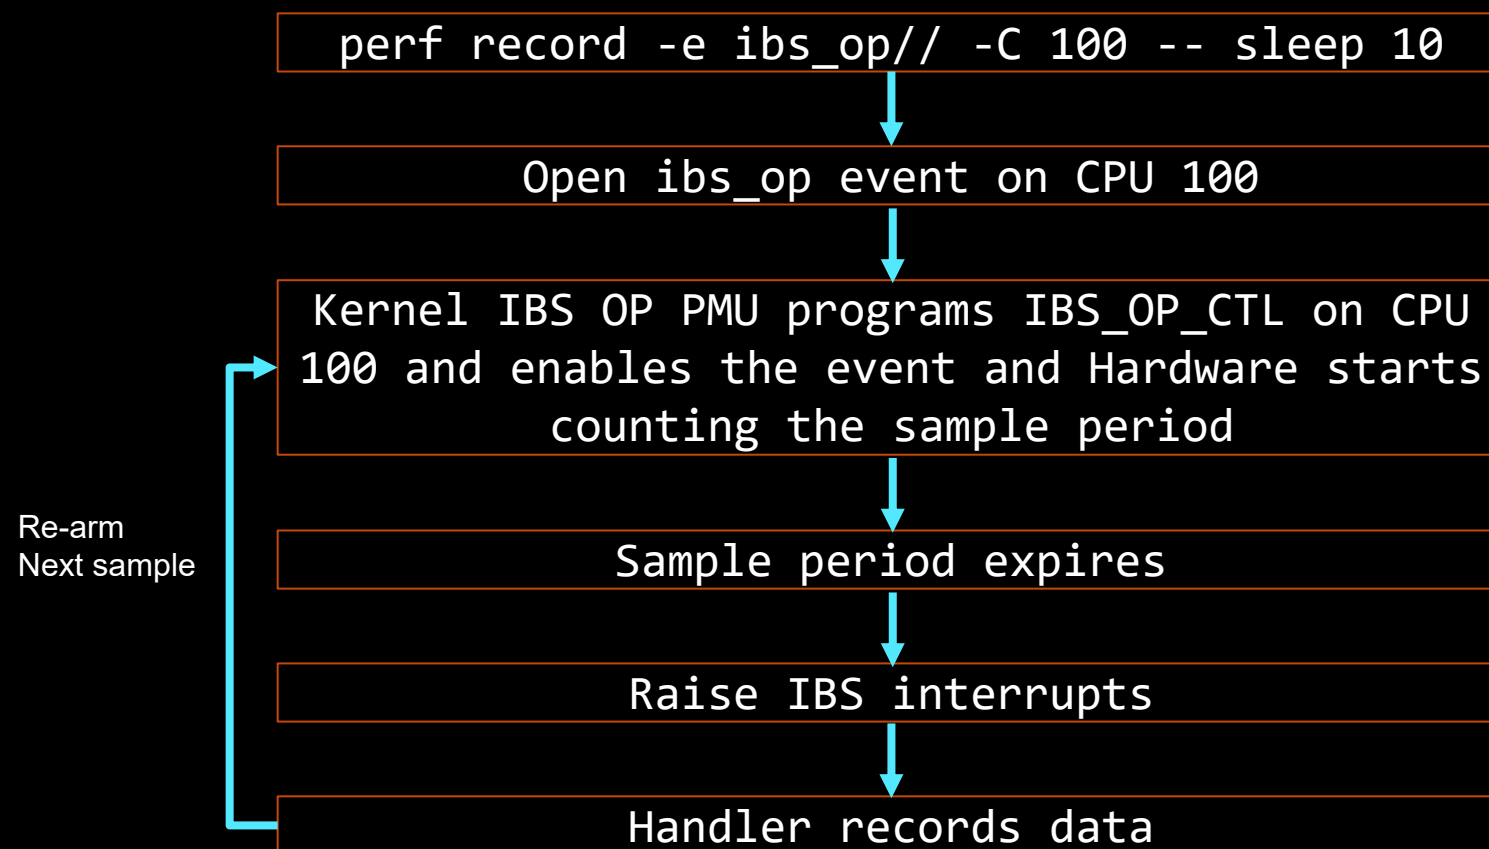 perf record -e ibs_op// -C 100 -- sleep 10
Open ibs_op event on CPU 100
Kernel IBS OP PMU programs IBS_OP_CTL on CPU
100 and enables the event and Hardware starts
counting the sample period
Re-arm
Next sample
Sample period expires
Raise IBS interrupts
Handler records data